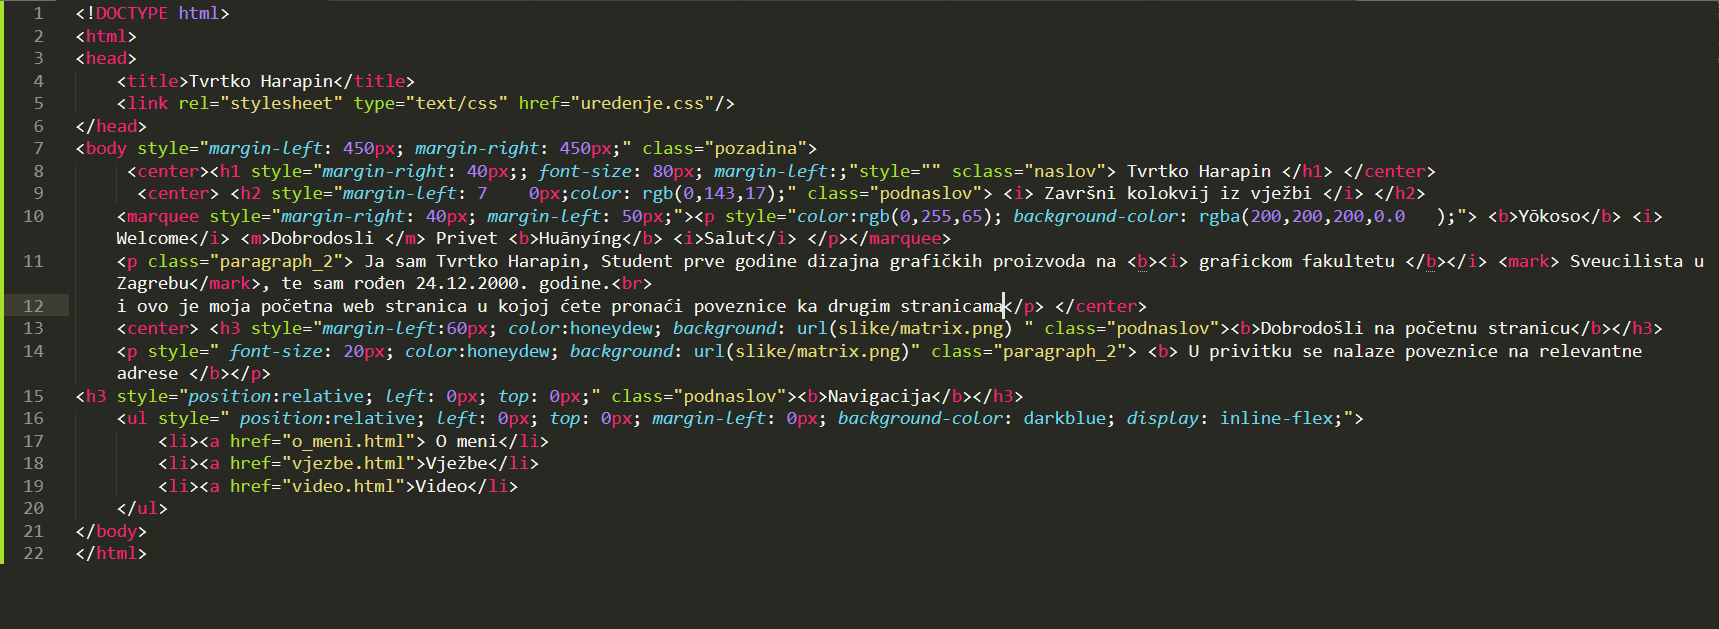 1 <!DOCTYPE html>
2 <html>
3 <head>
4 <title>Tvrtko Harapin</title>
5 <link rel="stylesheet" type="text/css" href="uredenje.css"/>
6 </head>
7 <body style="margin-left: 450px; margin-right: 450px;" class="pozadina">
8 <center><h1 style="margin-right: 40px;; font-size: 80px; margin-left:;"style="" sclass="naslov"> Tvrtko Harapin </h1> </center>
9 <center> <h2 style="margin-left: 7    0px;color: rgb(0,143,17);" class="podnaslov"> <i> Završni kolokvij iz vježbi </i> </h2>
10 <marquee style="margin-right: 40px; margin-left: 50px;"><p style="color:rgb(0,255,65); background-color: rgba(200,200,200,0.0   );"> <b>Yōkoso</b> <i>
Welcome</i> <m>Dobrodosli </m> Privet <b>Huānyíng</b> <i>Salut</i> </p></marquee>
11 <p class="paragraph_2"> Ja sam Tvrtko Harapin, Student prve godine dizajna grafičkih proizvoda na <b><i> grafickom fakultetu </b></i> <mark> Sveucilista u
Zagrebu</mark>, te sam rođen 24.12.2000. godine.<br>
12 i ovo je moja početna web stranica u kojoj ćete pronaći poveznice ka drugim stranicama</p> </center>
13 <center> <h3 style="margin-left:60px; color:honeydew; background: url(slike/matrix.png) " class="podnaslov"><b>Dobrodošli na početnu stranicu</b></h3>
14 <p style=" font-size: 20px; color:honeydew; background: url(slike/matrix.png)" class="paragraph_2"> <b> U privitku se nalaze poveznice na relevantne
adrese </b></p>
15 <h3 style="position:relative; left: 0px; top: 0px;" class="podnaslov"><b>Navigacija</b></h3>
16 <ul style=" position:relative; left: 0px; top: 0px; margin-left: 0px; background-color: darkblue; display: inline-flex;">
17 <li><a href="o_meni.html"> O meni</li>
18 <li><a href="vjezbe.html">Vježbe</li>
19 <li><a href="video.html">Video</li>
20 </ul>
21 </body>
22 </html>